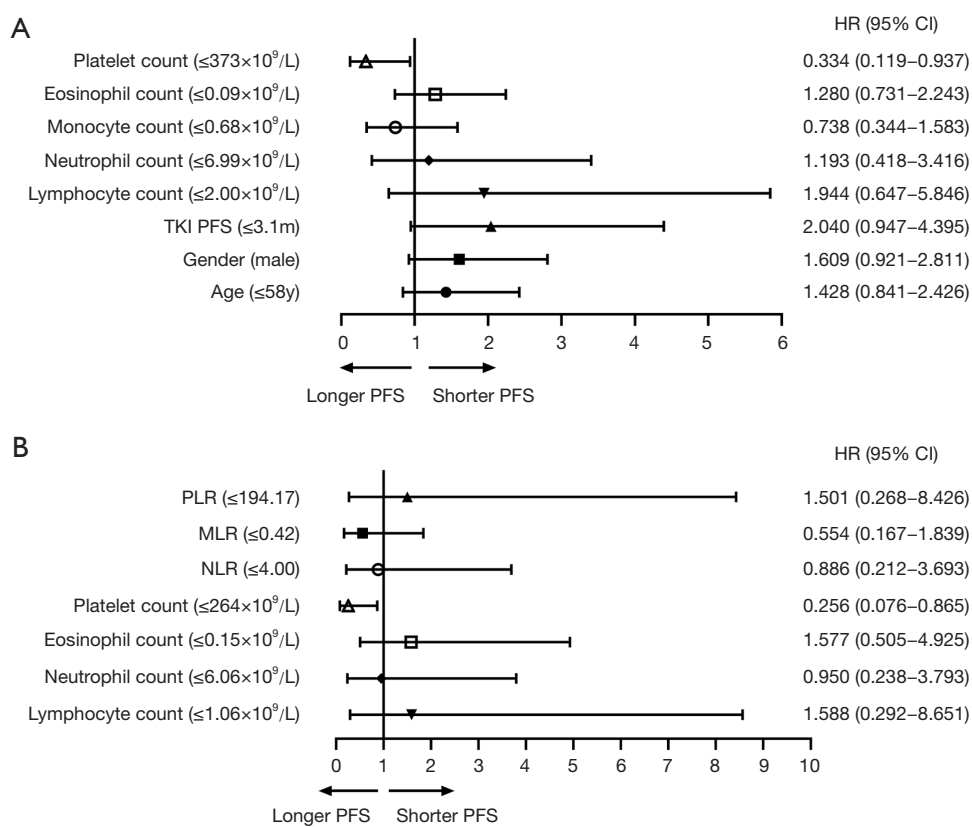 A
HR (95% CI)
Platelet count (≤373×10⁹/L) 0.334 (0.119–0.937)
Eosinophil count (≤0.09×10⁹/L) 1.280 (0.731–2.243)
Monocyte count (≤0.68×10⁹/L) 0.738 (0.344–1.583)
Neutrophil count (≤6.99×10⁹/L) 1.193 (0.418–3.416)
Lymphocyte count (≤2.00×10⁹/L) 1.944 (0.647–5.846)
TKI PFS (≤3.1m) 2.040 (0.947–4.395)
Gender (male) 1.609 (0.921–2.811)
Age (≤58y) 1.428 (0.841–2.426)
0 1 2 3 4 5 6
Longer PFS Shorter PFS
B
HR (95% CI)
PLR (≤194.17) 1.501 (0.268–8.426)
MLR (≤0.42) 0.554 (0.167–1.839)
NLR (≤4.00) 0.886 (0.212–3.693)
Platelet count (≤264×10⁹/L) 0.256 (0.076–0.865)
Eosinophil count (≤0.15×10⁹/L) 1.577 (0.505–4.925)
Neutrophil count (≤6.06×10⁹/L) 0.950 (0.238–3.793)
Lymphocyte count (≤1.06×10⁹/L) 1.588 (0.292–8.651)
0 1 2 3 4 5 6 7 8 9 10
Longer PFS Shorter PFS